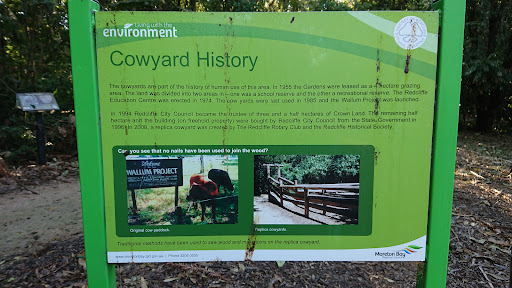 Living with the
environment
Cowyard History
The cowyards are part of the history of human use of this area. In 1955 the Gardens were leased as a 4 hectare grazing
area. The land was divided into two areas in - one was a school reserve and the other a recreational reserve. The Redcliffe
Education Centre was erected in 1974. The cow yards were last used in 1985 and the Wallum Project was launched.
In 1994 Redcliffe City Council became the trustee of three and a half hectares of Crown Land. The remaining half
hectare and the building (on freehold property) were bought by Redcliffe City Council from the State Government in
1996. In 2006, a replica cowyard was created by The Redcliffe Rotary Club and the Redcliffe Historical Society.
Can you see that no nails have been used to join the wood?
Welcome
WALLUM PROJECT
Original cow paddock.
Replica cowyards.
Traditional methods have been used to saw wood and on the replica cowyard.
Moreton Bay